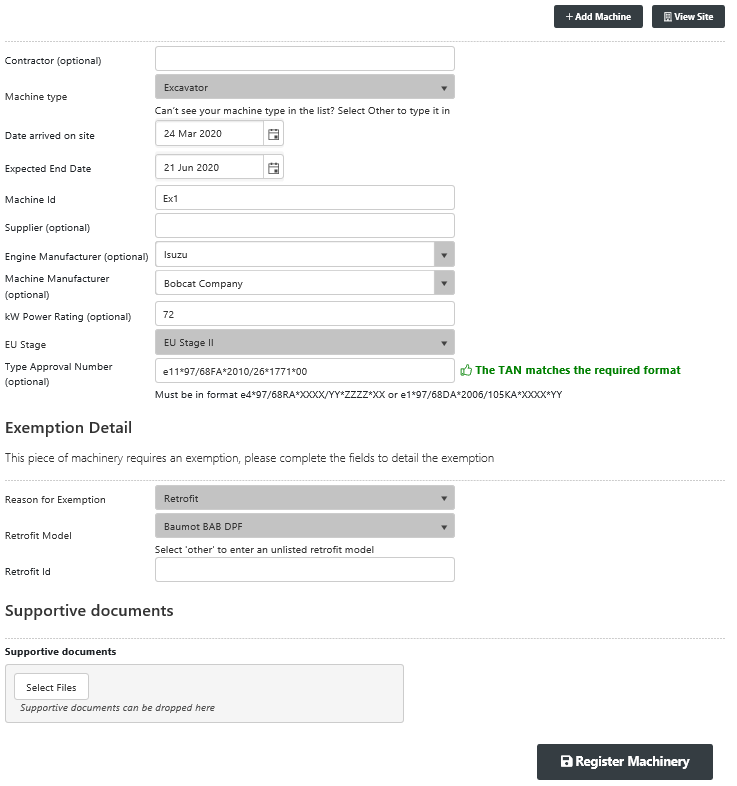 Add Machine
View Site
Contractor (optional)
Machine type
Excavator
Can't see your machine type in the list? Select Other to type it in
Date arrived on site
24 Mar 2020
Expected End Date
21 Jun 2020
Machine Id
Ex1
Supplier (optional)
Engine Manufacturer (optional)
Isuzu
Machine Manufacturer
(optional)
Bobcat Company
kW Power Rating (optional)
72
EU Stage
EU Stage II
Type Approval Number
(optional)
e11*97/68FA*2010/26*1771*00
The TAN matches the required format
Must be in format e4*97/68RA*XXXX/YY*ZZZZ*XX or e1*97/68DA*2006/105KA*XXXX*YY
Exemption Detail
This piece of machinery requires an exemption, please complete the fields to detail the exemption
Reason for Exemption
Retrofit
Retrofit Model
Baumot BAB DPF
Select 'other' to enter an unlisted retrofit model
Retrofit Id
Supportive documents
Supportive documents
Select Files
Supportive documents can be dropped here
Register Machinery